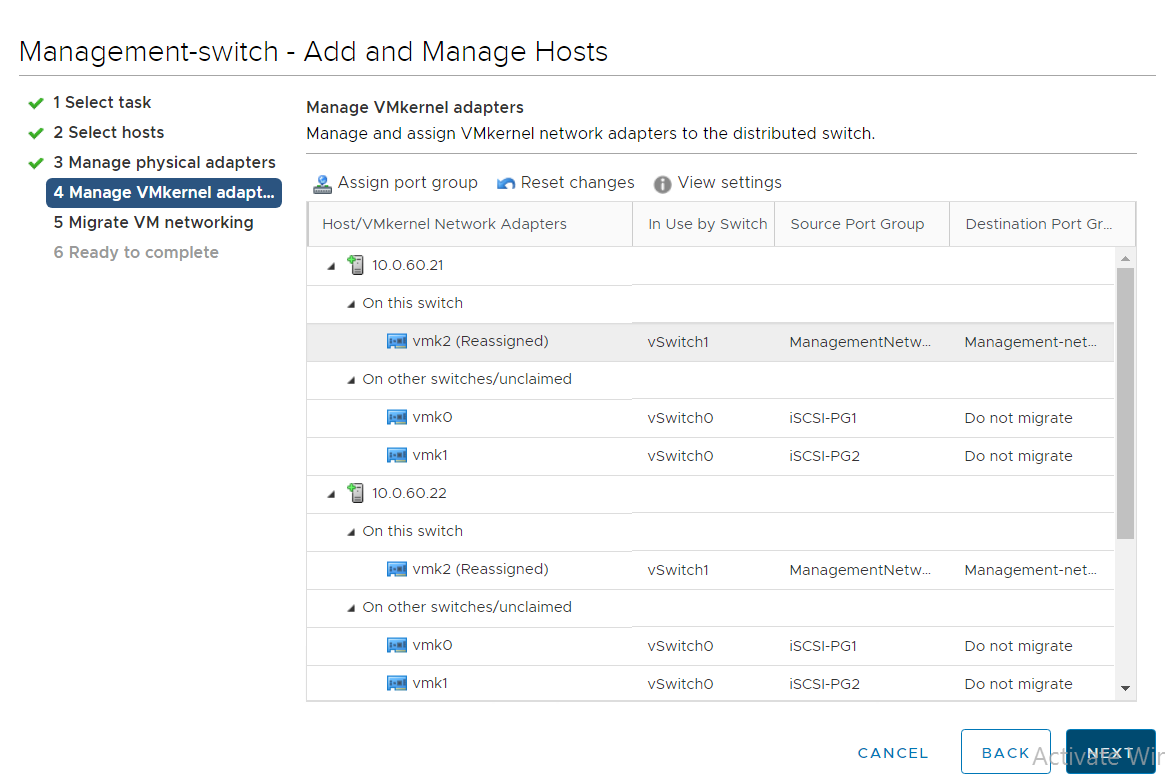 Management-switch - Add and Manage Hosts
1 Select task
2 Select hosts
3 Manage physical adapters
4 Manage VMkernel adapt...
5 Migrate VM networking
6 Ready to complete
Manage VMkernel adapters
Manage and assign VMkernel network adapters to the distributed switch.
Assign port group Reset changes View settings
Host/VMkernel Network Adapters In Use by Switch Source Port Group Destination Port Gr...
10.0.60.21
On this switch
vmk2 (Reassigned) vSwitch1 ManagementNetw... Management-net...
On other switches/unclaimed
vmk0 vSwitch0 iSCSI-PG1 Do not migrate
vmk1 vSwitch0 iSCSI-PG2 Do not migrate
10.0.60.22
On this switch
vmk2 (Reassigned) vSwitch1 ManagementNetw... Management-net...
On other switches/unclaimed
vmk0 vSwitch0 iSCSI-PG1 Do not migrate
vmk1 vSwitch0 iSCSI-PG2 Do not migrate
CANCEL BACK NEXT
Activate Wir